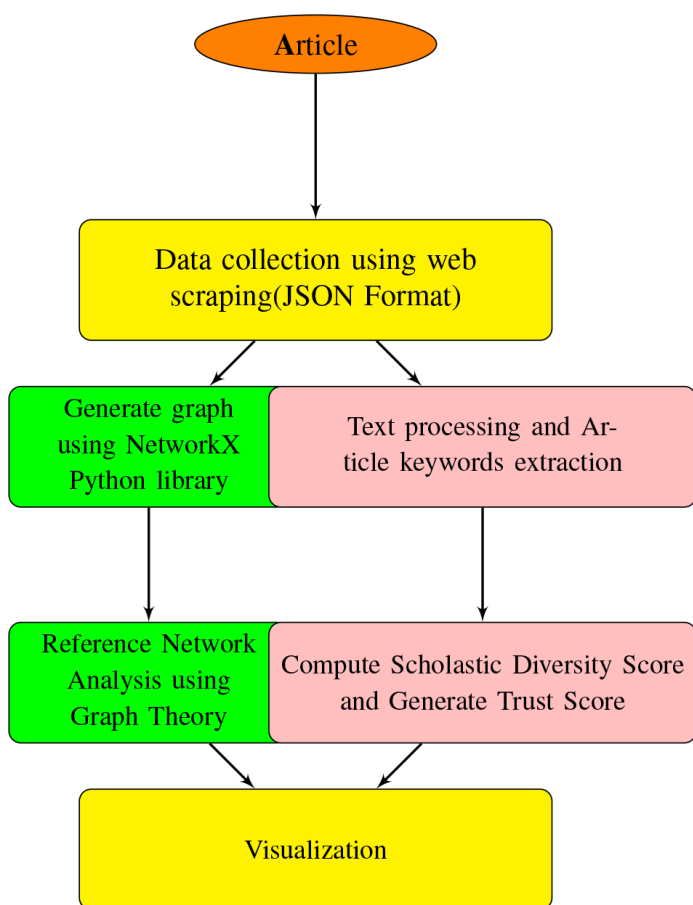 Article
Data collection using web
scraping(JSON Format)
Generate graph
using NetworkX
Python library
Text processing and Ar-
ticle keywords extraction
Reference Network
Analysis using
Graph Theory
Compute Scholastic Diversity Score
and Generate Trust Score
Visualization